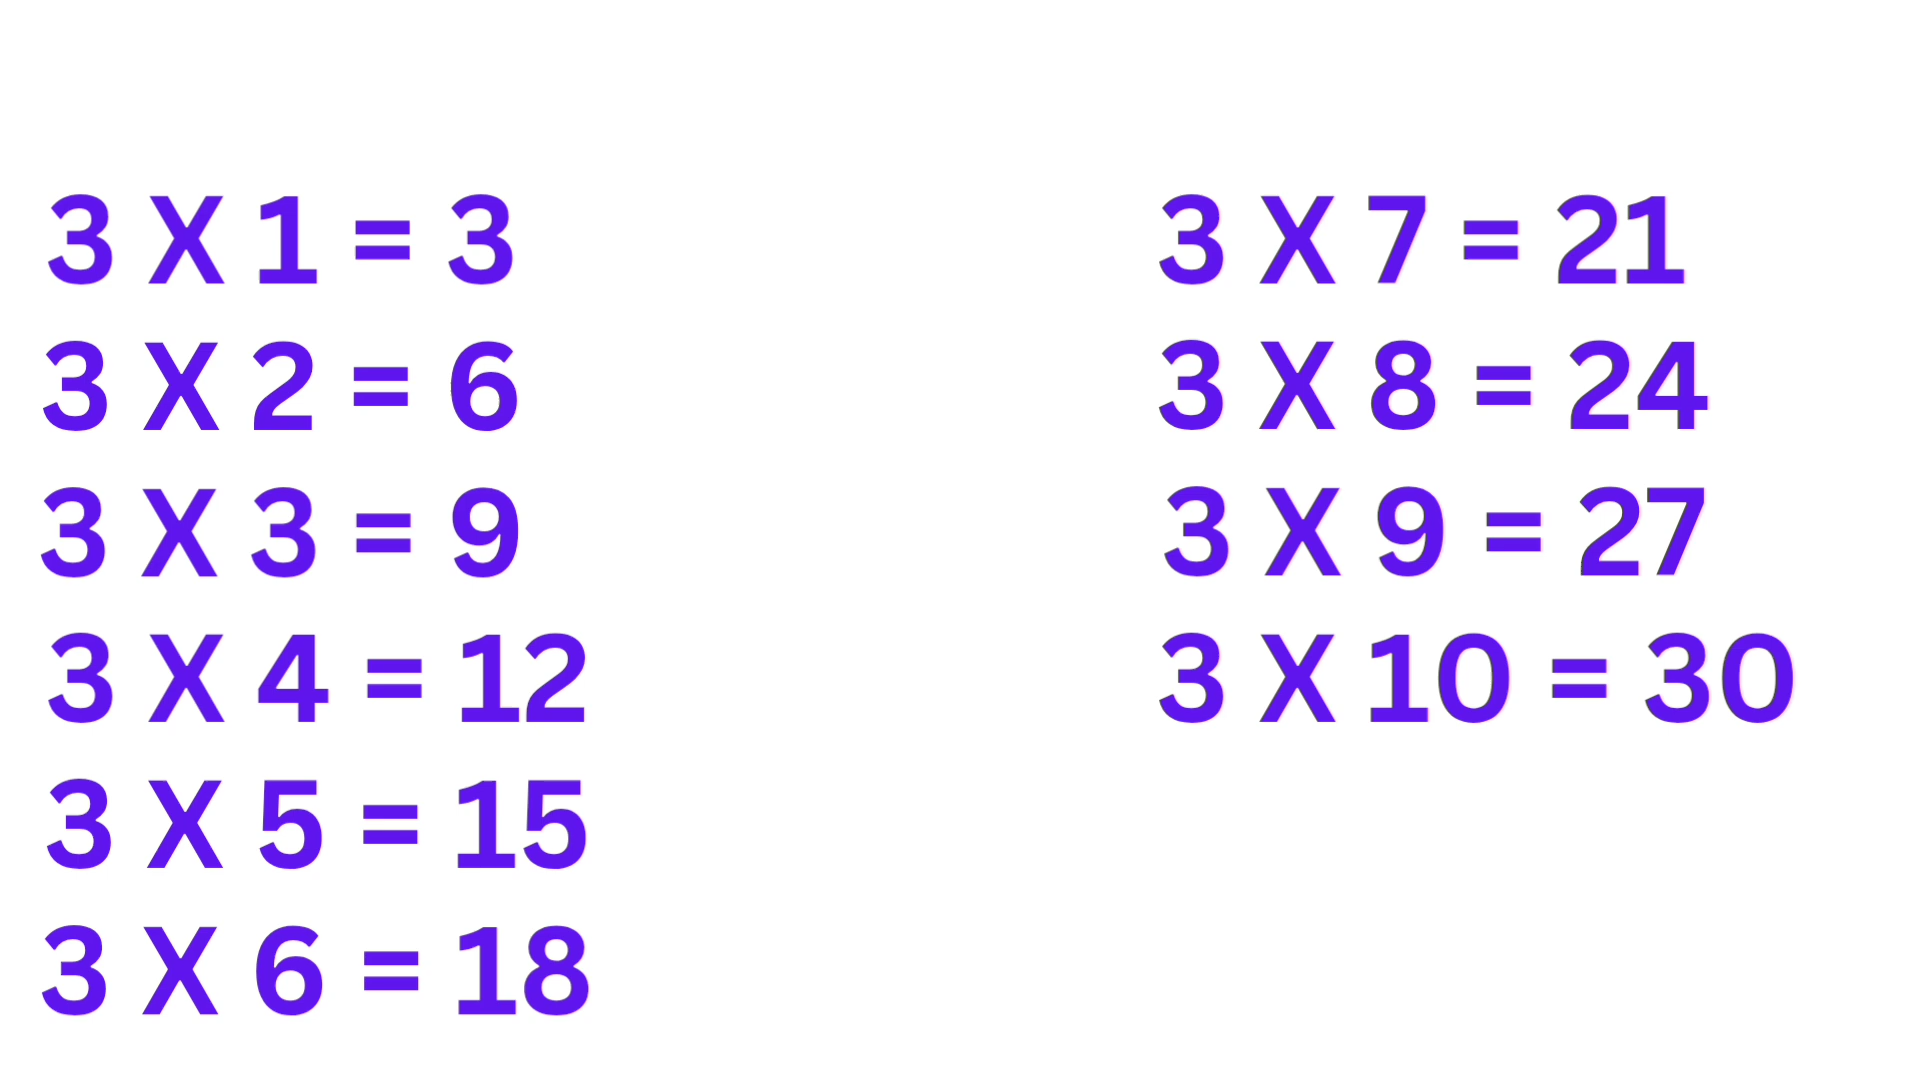 3 X 1 = 3
3 X 2 = 6
3 X 3 = 9
3 X 4 = 12
3 X 5 = 15
3 X 6 = 18
3 X 7 = 21
3 X 8 = 24
3 X 9 = 27
3 X 10 = 30